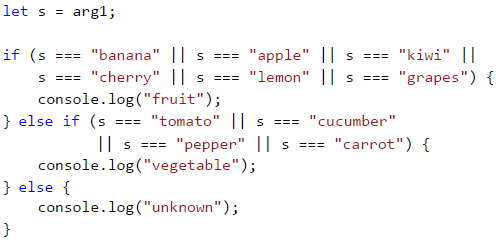 let s = arg1;
if (s === "banana" || s === "apple" || s === "kiwi" ||
    s === "cherry" || s === "lemon" || s === "grapes") {
    console.log("fruit");
} else if (s === "tomato" || s === "cucumber"
           || s === "pepper" || s === "carrot") {
    console.log("vegetable");
} else {
    console.log("unknown");
}